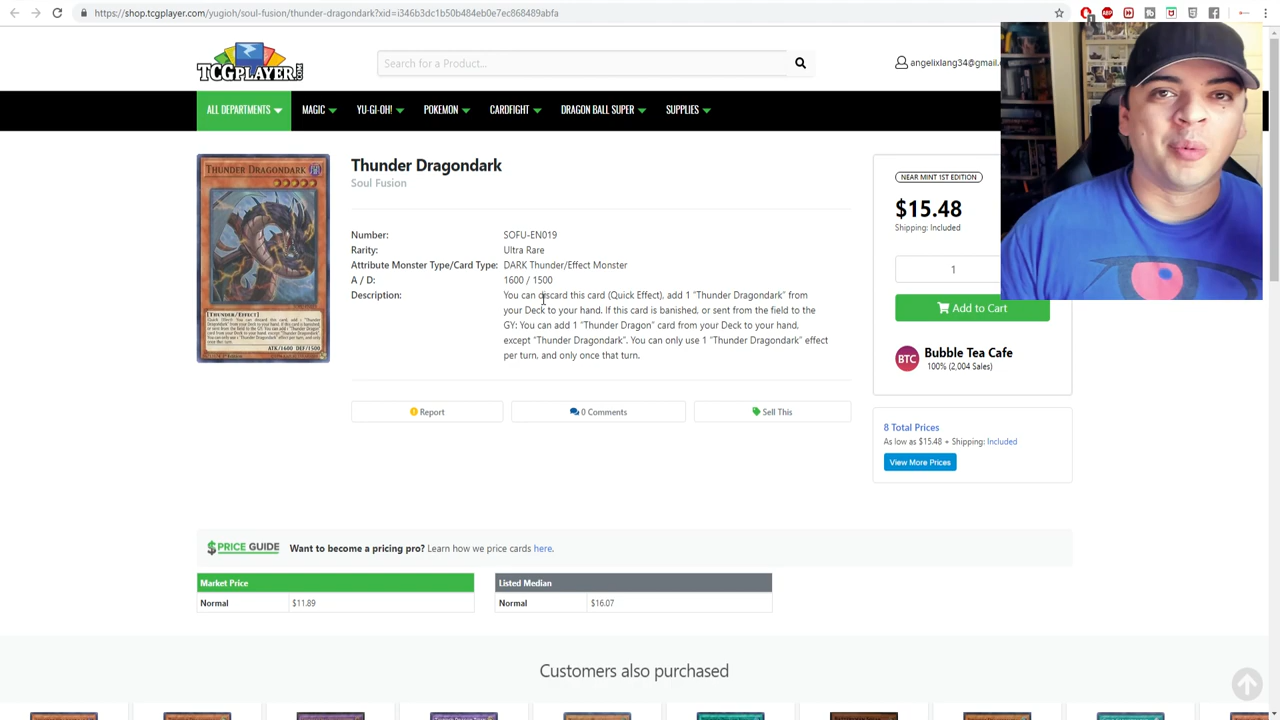 https://shop.tcgplayer.com/yugioh/soul-fusion/thunder-dragondark?xid=i346b3dc1b50b484eb0e7ec868489abfa
TCGPLAYER
Search for a Product...
angelixlang34@gmail.c
ALL DEPARTMENTS MAGIC YU-GI-OH! POKEMON CARDFIGHT DRAGON BALL SUPER SUPPLIES
THUNDER DRAGONDARK
[THUNDER/EFFECT]
ATK/1600 DEF/1500
Thunder Dragondark
Soul Fusion
Number: SOFU-EN019
Rarity: Ultra Rare
Attribute Monster Type/Card Type: DARK Thunder/Effect Monster
A / D: 1600 / 1500
Description: You can discard this card (Quick Effect), add 1 "Thunder Dragondark" from
your Deck to your hand. If this card is banished, or sent from the field to the
GY: You can add 1 "Thunder Dragon" card from your Deck to your hand,
except "Thunder Dragondark". You can only use 1 "Thunder Dragondark" effect
per turn, and only once that turn.
Report
0 Comments
Sell This
NEAR MINT 1ST EDITION
$15.48
Shipping: Included
1
Add to Cart
BTC Bubble Tea Cafe
100% (2,004 Sales)
8 Total Prices
As low as $15.48 + Shipping: Included
View More Prices
$PRICE GUIDE Want to become a pricing pro? Learn how we price cards here.
Market Price
Normal $11.89
Listed Median
Normal $16.07
Customers also purchased